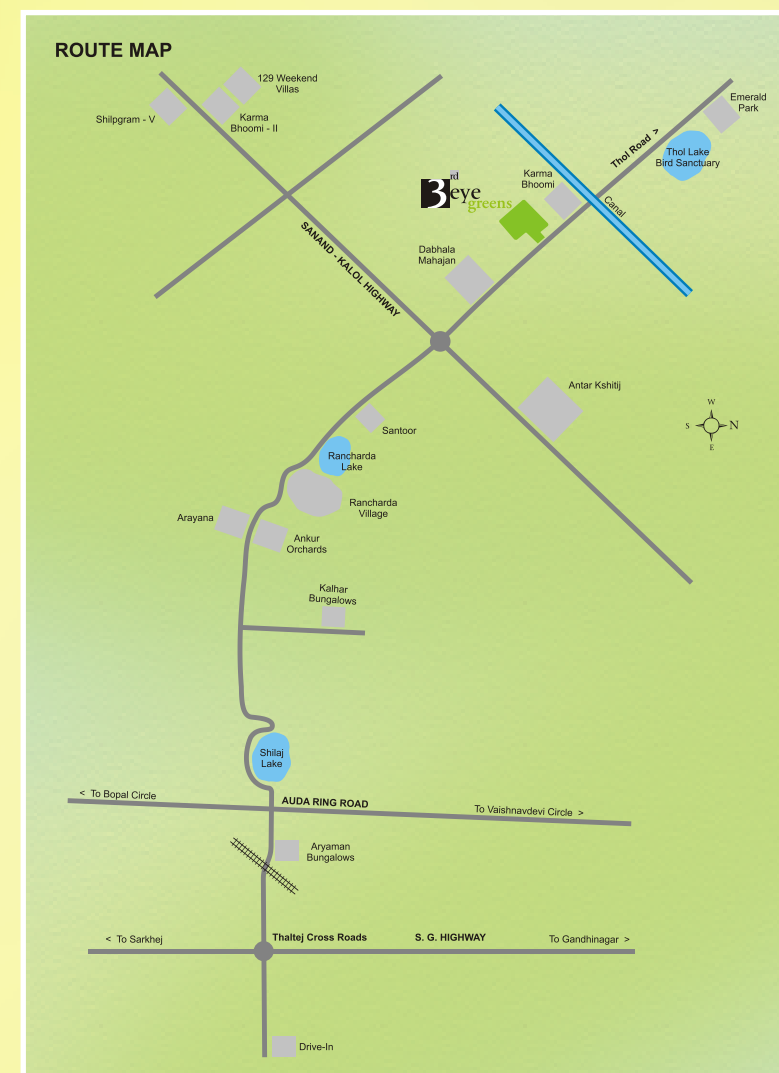 ROUTE MAP
129 Weekend
Villas
Shilpgram - V
Karma
Bhoomi - II
Emerald
Park
Thol Road >
Thol Lake
Bird Sanctuary
Karma
Bhoomi
3rd eye
greens
Canal
SANAND - KALOL HIGHWAY
Dabhala
Mahajan
Antar Kshitij
W
S
N
E
Santoor
Rancharda
Lake
Rancharda
Village
Arayana
Ankur
Orchards
Kalhar
Bungalows
Shilaj
Lake
< To Bopal Circle
AUDA RING ROAD
To Vaishnavdevi Circle >
Aryaman
Bungalows
< To Sarkhej
Thaltej Cross Roads
S. G. HIGHWAY
To Gandhinagar >
Drive-In